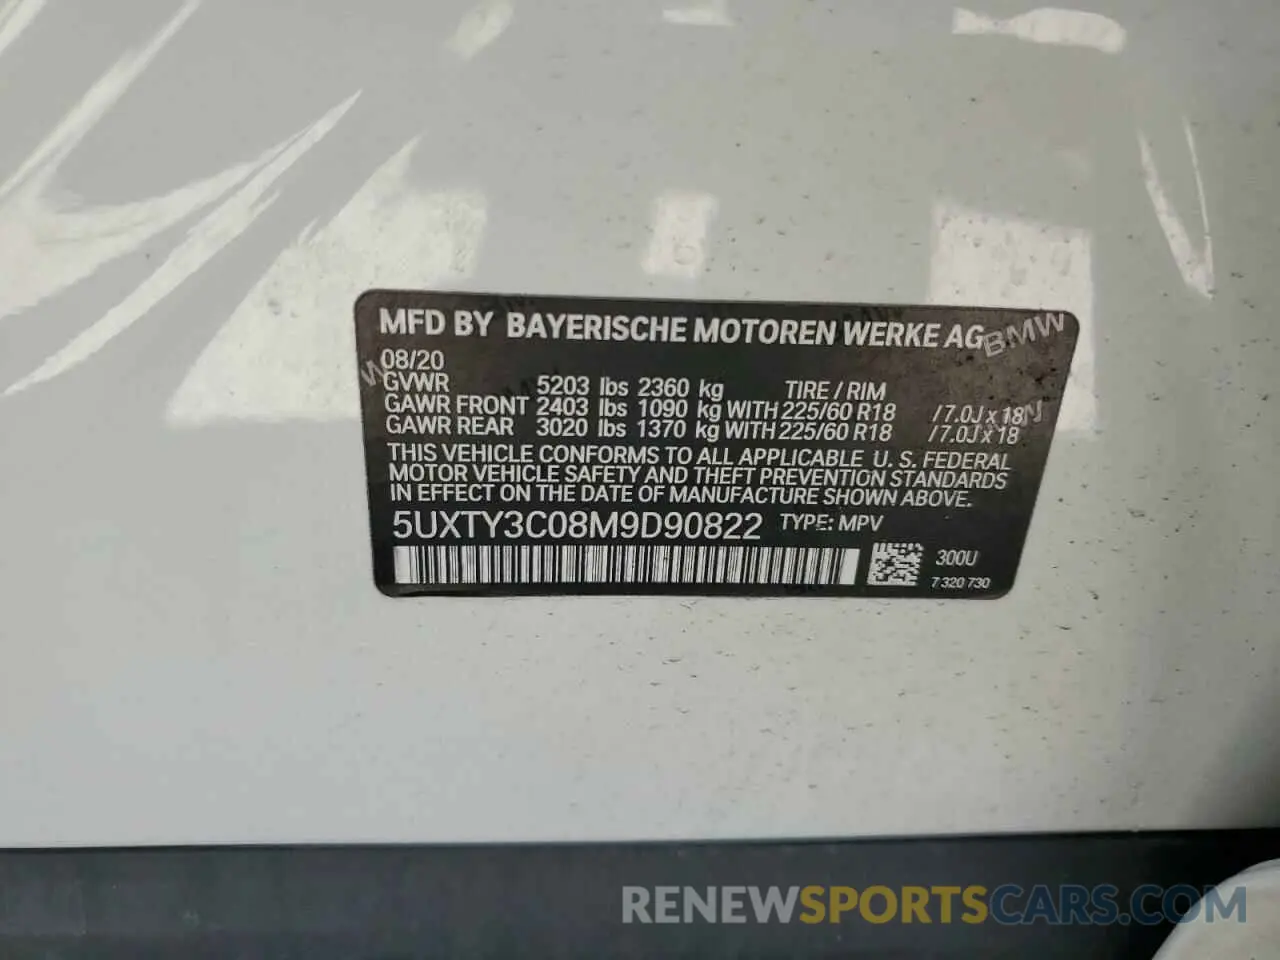 MFD BY BAYERISCHE MOTOREN WERKE AG
BMW
08/20
GVWR 5203 lbs 2360 kg TIRE / RIM
GAWR FRONT 2403 lbs 1090 kg WITH 225/60 R18 / 7.0J x 18
GAWR REAR 3020 lbs 1370 kg WITH 225/60 R18 / 7.0J x 18
THIS VEHICLE CONFORMS TO ALL APPLICABLE U. S. FEDERAL
MOTOR VEHICLE SAFETY AND THEFT PREVENTION STANDARDS
IN EFFECT ON THE DATE OF MANUFACTURE SHOWN ABOVE.
5UXTY3C08M9D90822 TYPE: MPV
300U
7 320 730
RENEWSPORTSCARS.COM